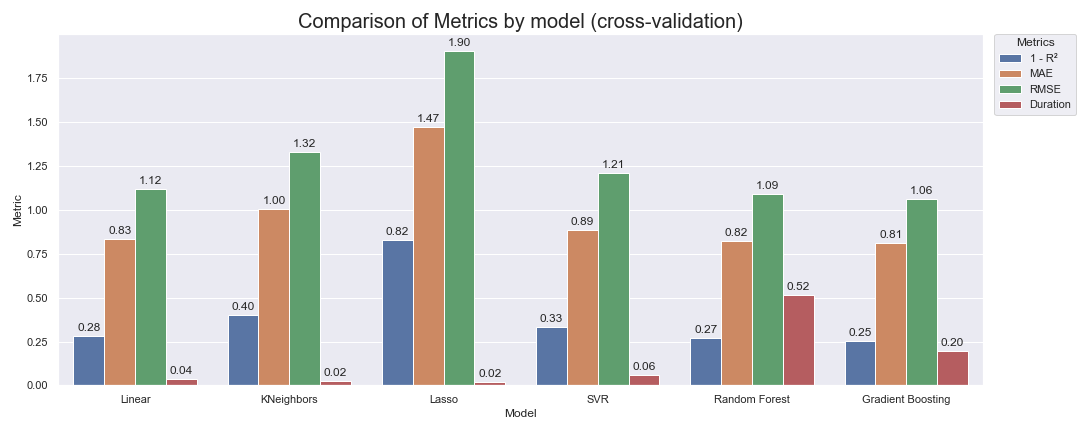 Comparison of Metrics by model (cross-validation)
Metrics
1 - R²
MAE
RMSE
Duration
Metric
1.75
1.50
1.25
1.00
0.75
0.50
0.25
0.00
0.28
0.83
1.12
0.04
0.40
1.00
1.32
0.02
0.82
1.47
1.90
0.02
0.33
0.89
1.21
0.06
0.27
0.82
1.09
0.52
0.25
0.81
1.06
0.20
Linear
KNeighbors
Lasso
SVR
Random Forest
Gradient Boosting
Model